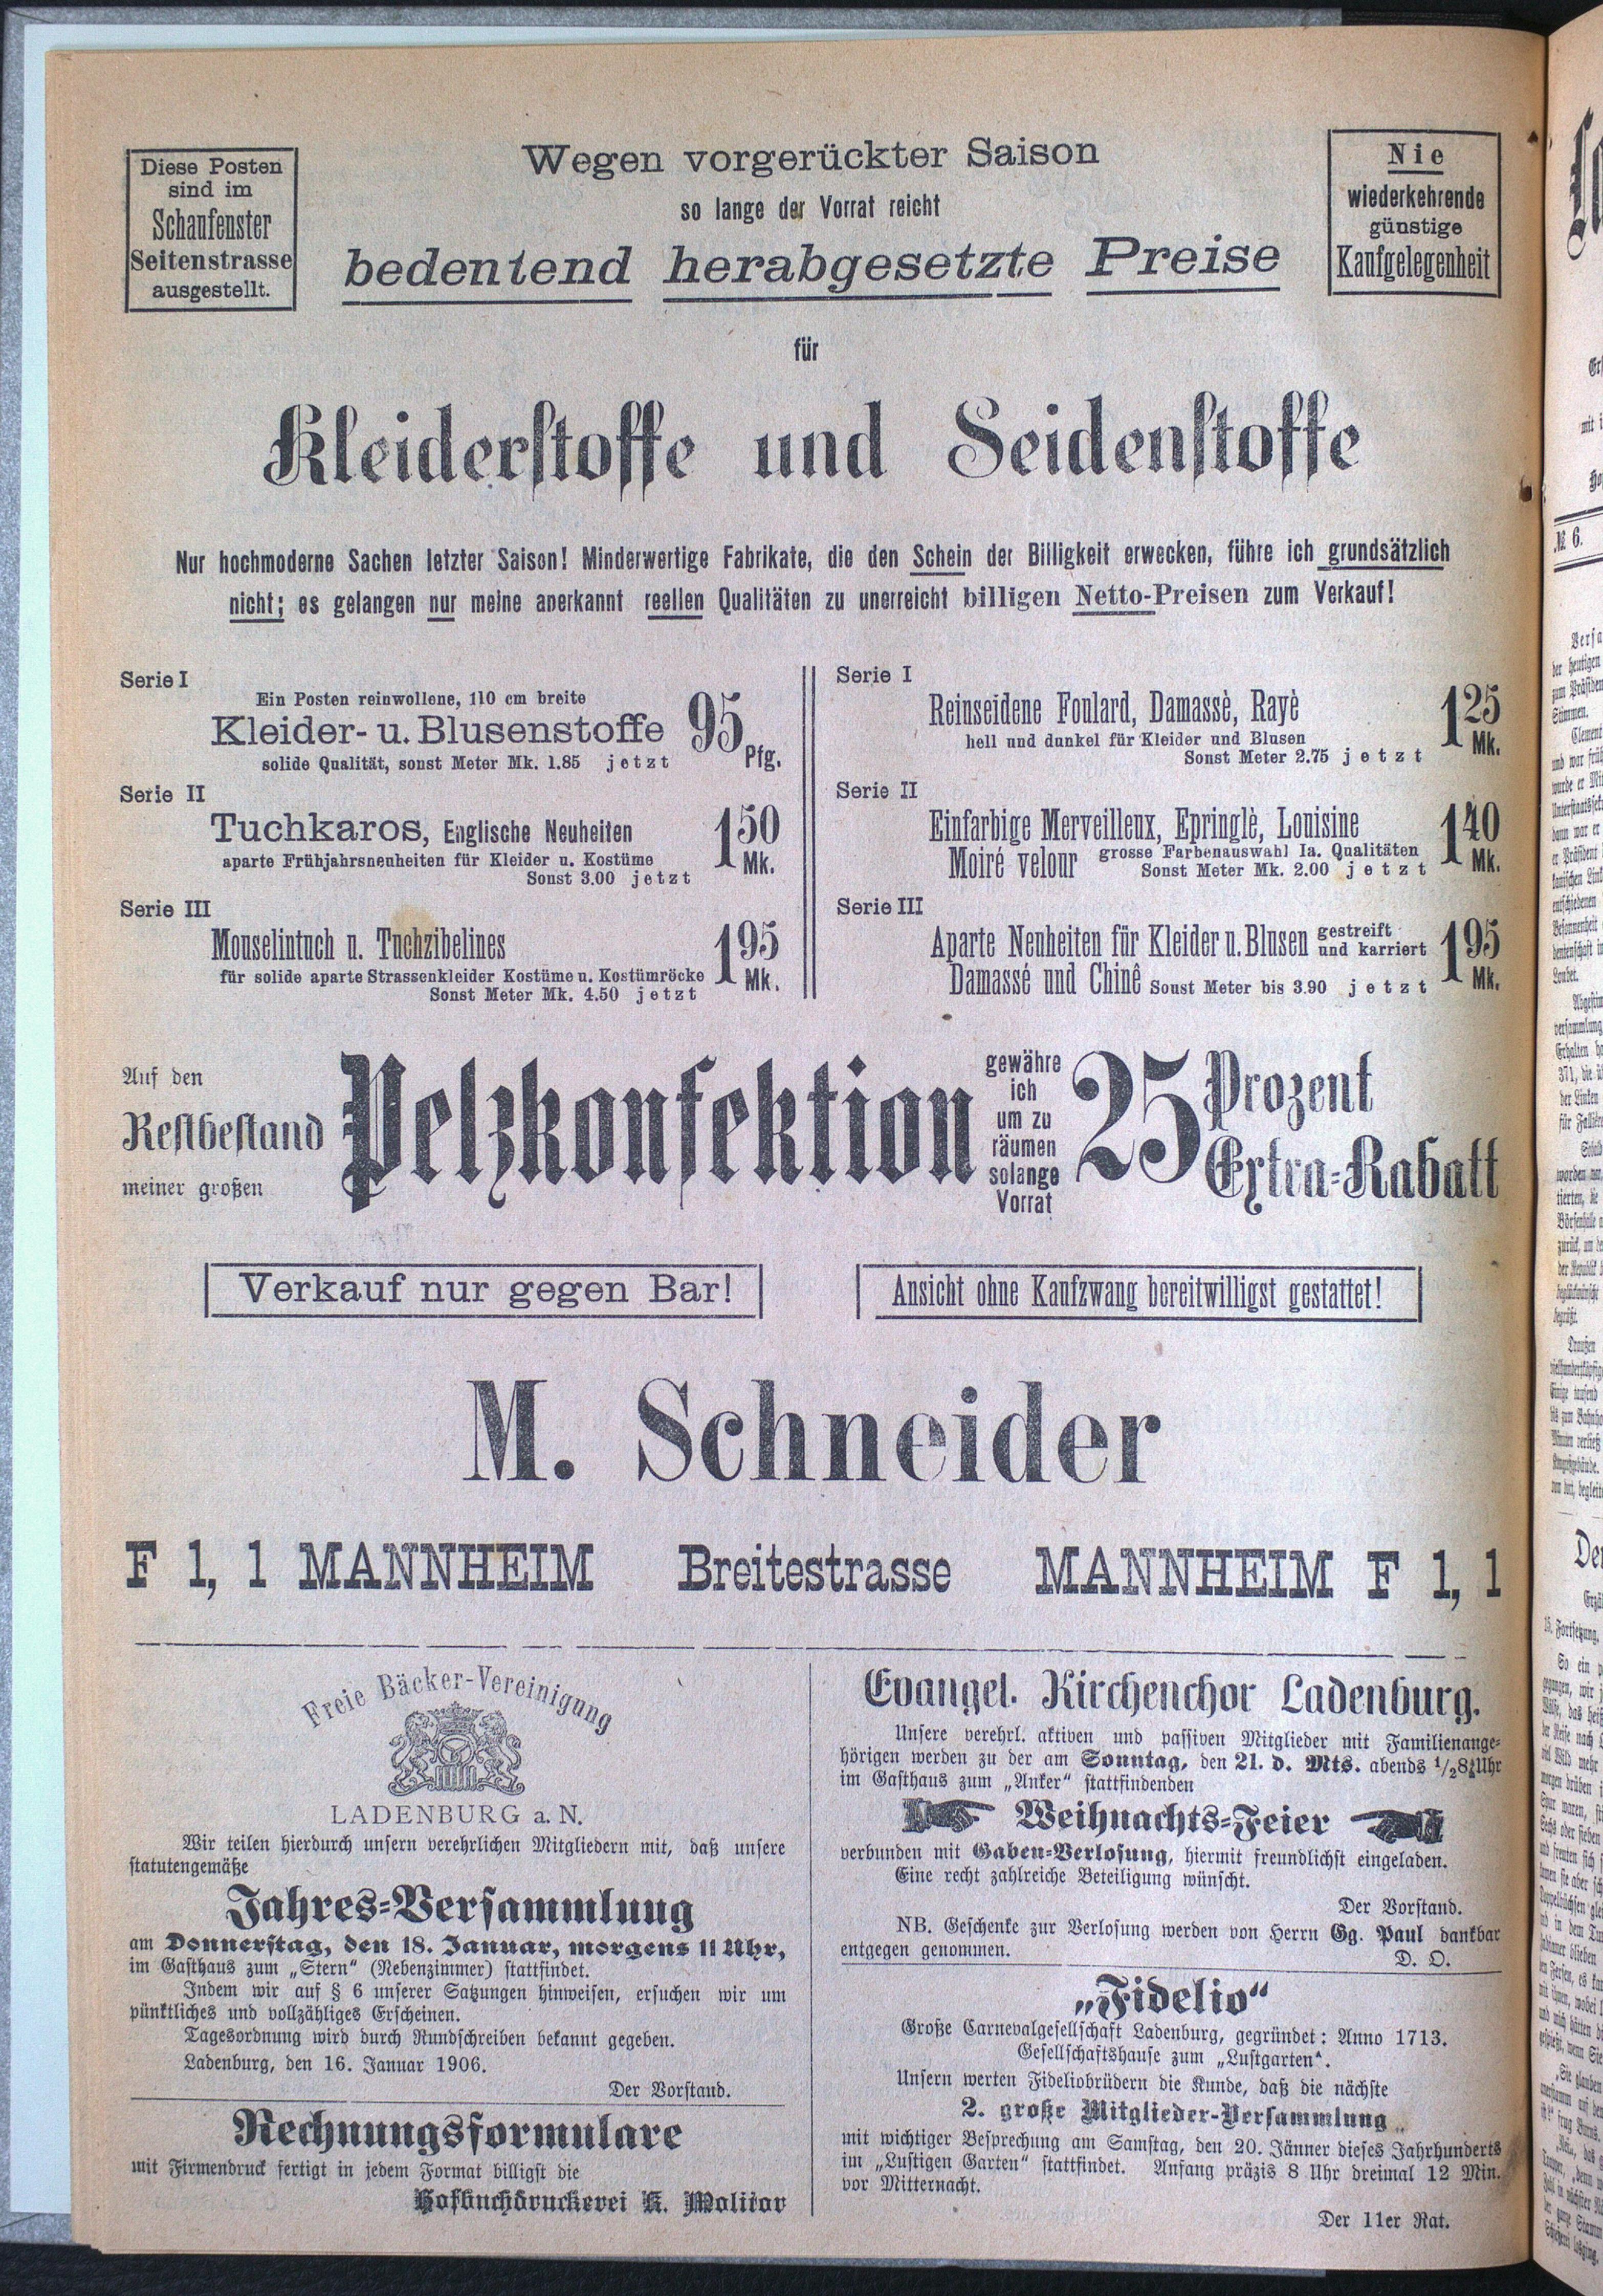 Diese Posten
sind im
Schaufenster
Seitenstrasse
ausgestellt.
Wegen vorgerückter Saison
so lange der Vorrat reicht
bedentend herabgesetzte Preise
Nie
wiederkehrende
günstige
Kaufgelegenheit
für
Kleiderstoffe und Seidenstoffe
Nur hochmoderne Sachen letzter Saison! Minderwertige Fabrikate, die den Schein der Billigkeit erwecken, führe ich grundsätzlich
nicht; es gelangen nur meine anerkannt reellen Qualitäten zu unerreicht billigen Netto-Preisen zum Verkauf!
Serie I
Ein Posten reinwollene, 110 cm breite
Kleider- u. Blusenstoffe 95 Pfg.
solide Qualität, sonst Meter Mk. 1.85 jetzt
Serie II
Tuchkaros, Englische Neuheiten 1 50 Mk.
aparte Frühjahrsneuheiten für Kleider u. Kostüme
Sonst 3.00 jetzt
Serie III
Mouselintuch u. Tuchzibelines 1 95 Mk.
für solide aparte Strassenkleider Kostüme u. Kostümröcke
Sonst Meter Mk. 4.50 jetzt
Serie I
Reinseidene Foulard, Damassè, Rayè 1 25 Mk.
hell und dunkel für Kleider und Blusen
Sonst Meter 2.75 jetzt
Serie II
Einfarbige Merveilleux, Epringlè, Louisine 1 40 Mk.
Moiré velour grosse Farbenauswahl Ia. Qualitäten
Sonst Meter Mk. 2.00 jetzt
Serie III
Aparte Neuheiten für Kleider u. Blusen gestreift und karriert 1 95 Mk.
Damassé und Chinê Sonst Meter bis 3.90 jetzt
Auf den
Restbestand
meiner großen
Pelzkonfektion
gewähre
ich
um zu
räumen
solange
Vorrat
25 Prozent
Extra-Rabatt
Verkauf nur gegen Bar!
Ansicht ohne Kaufzwang bereitwilligst gestattet!
M. Schneider
F 1, 1 MANNHEIM Breitestrasse MANNHEIM F 1, 1
Freie Bäcker-Vereinigung
LADENBURG a. N.
Wir teilen hierdurch unsern verehrlichen Mitgliedern mit, daß unsere
statutengemäße
Jahres-Versammlung
am Donnerstag, den 18. Januar, morgens 11 Uhr,
im Gasthaus zum „Stern“ (Nebenzimmer) stattfindet.
Indem wir auf § 6 unserer Satzungen hinweisen, ersuchen wir um
pünktliches und vollzähliges Erscheinen.
Tagesordnung wird durch Rundschreiben bekannt gegeben.
Ladenburg, den 16. Januar 1906.
Der Vorstand.
Rechnungsformulare
mit Firmendruck fertigt in jedem Format billigst die
Hofbuchdruckerei K. Molitor
Evangel. Kirchenchor Ladenburg.
Unsere verehrl. aktiven und passiven Mitglieder mit Familienange-
hörigen werden zu der am Sonntag, den 21. d. Mts. abends 1/2 8 Uhr
im Gasthaus zum „Anker“ stattfindenden
Weihnachts-Feier
verbunden mit Gaben-Verlosung, hiermit freundlichst eingeladen.
Eine recht zahlreiche Beteiligung wünscht.
Der Vorstand.
NB. Geschenke zur Verlosung werden von Herrn Gg. Paul dankbar
entgegen genommen.
D. O.
„Fidelio“
Große Carnevalgesellschaft Ladenburg, gegründet: Anno 1713.
Gesellschaftshause zum „Lustgarten“.
Unsern werten Fideliobrüdern die Kunde, daß die nächste
2. große Mitglieder-Versammlung
mit wichtiger Besprechung am Samstag, den 20. Jänner dieses Jahrhunderts
im „Lustigen Garten“ stattfindet. Anfang präzis 8 Uhr dreimal 12 Min.
vor Mitternacht.
Der 11er Rat.
№ 6.